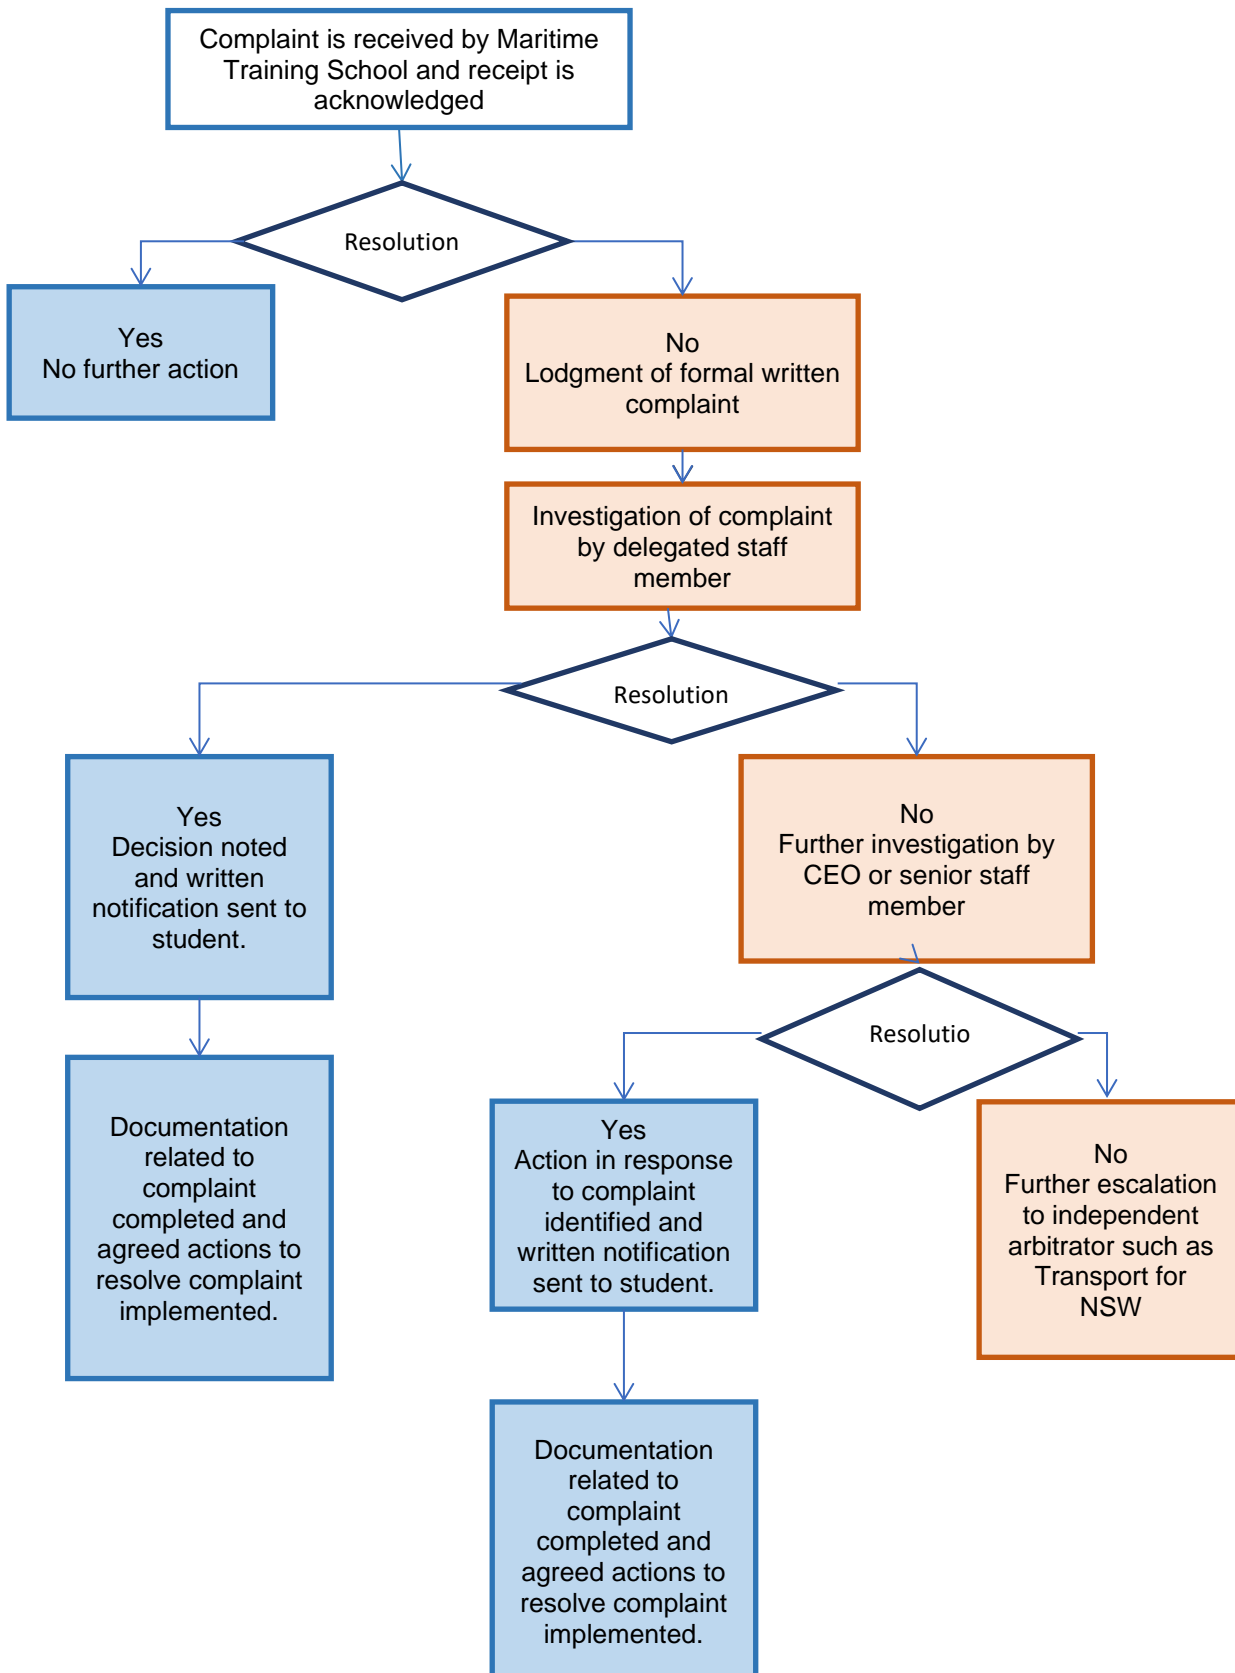 Complaint is received by Maritime
Training School and receipt is
acknowledged
Resolution
Yes
No further action
No
Lodgment of formal written
complaint
Investigation of complaint
by delegated staff
member
Resolution
Yes
Decision noted
and written
notification sent to
student.
No
Further investigation by
CEO or senior staff
member
Documentation
related to
complaint
completed and
agreed actions to
resolve complaint
implemented.
Resolutio
Yes
Action in response
to complaint
identified and
written notification
sent to student.
No
Further escalation
to independent
arbitrator such as
Transport for
NSW
Documentation
related to
complaint
completed and
agreed actions to
resolve complaint
implemented.